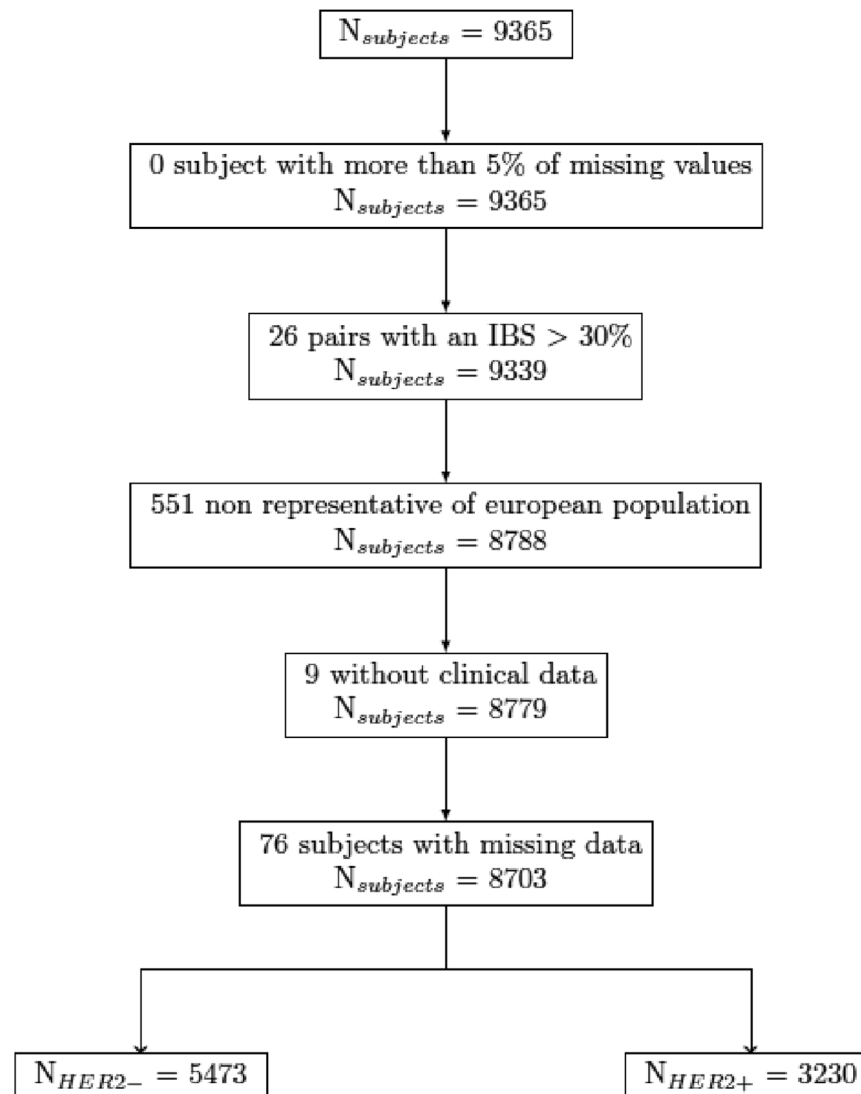 N_subjects = 9365
0 subject with more than 5% of missing values
N_subjects = 9365
26 pairs with an IBS > 30%
N_subjects = 9339
551 non representative of european population
N_subjects = 8788
9 without clinical data
N_subjects = 8779
76 subjects with missing data
N_subjects = 8703
N_HER2− = 5473
N_HER2+ = 3230